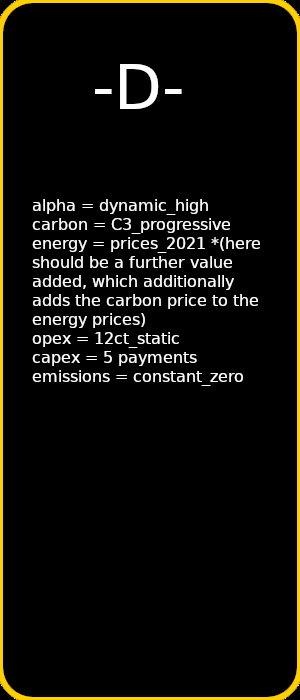 -D-
alpha = dynamic_high
carbon = C3_progressive
energy = prices_2021 *(here
should be a further value
added, which additionally
adds the carbon price to the
energy prices)
opex = 12ct_static
capex = 5 payments
emissions = constant_zero